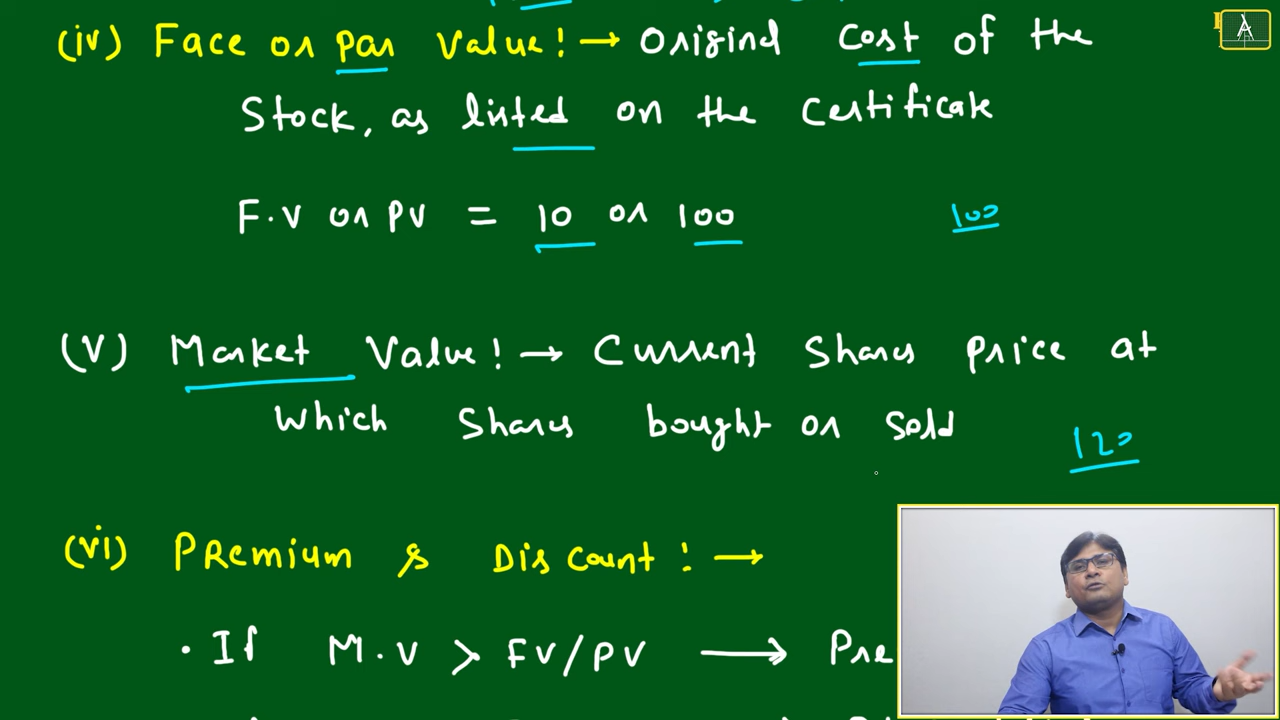 (iv) Face or Par Value! → Original Cost of the
Stock, as listed on the Certificate
F.V or PV = 10 or 100 100
(V) Market Value! → Current Shares Price at
Which Shares bought or Sold
120
(vi) PRemium & Discount : →
• If M.V > FV/PV ⟶ Pre